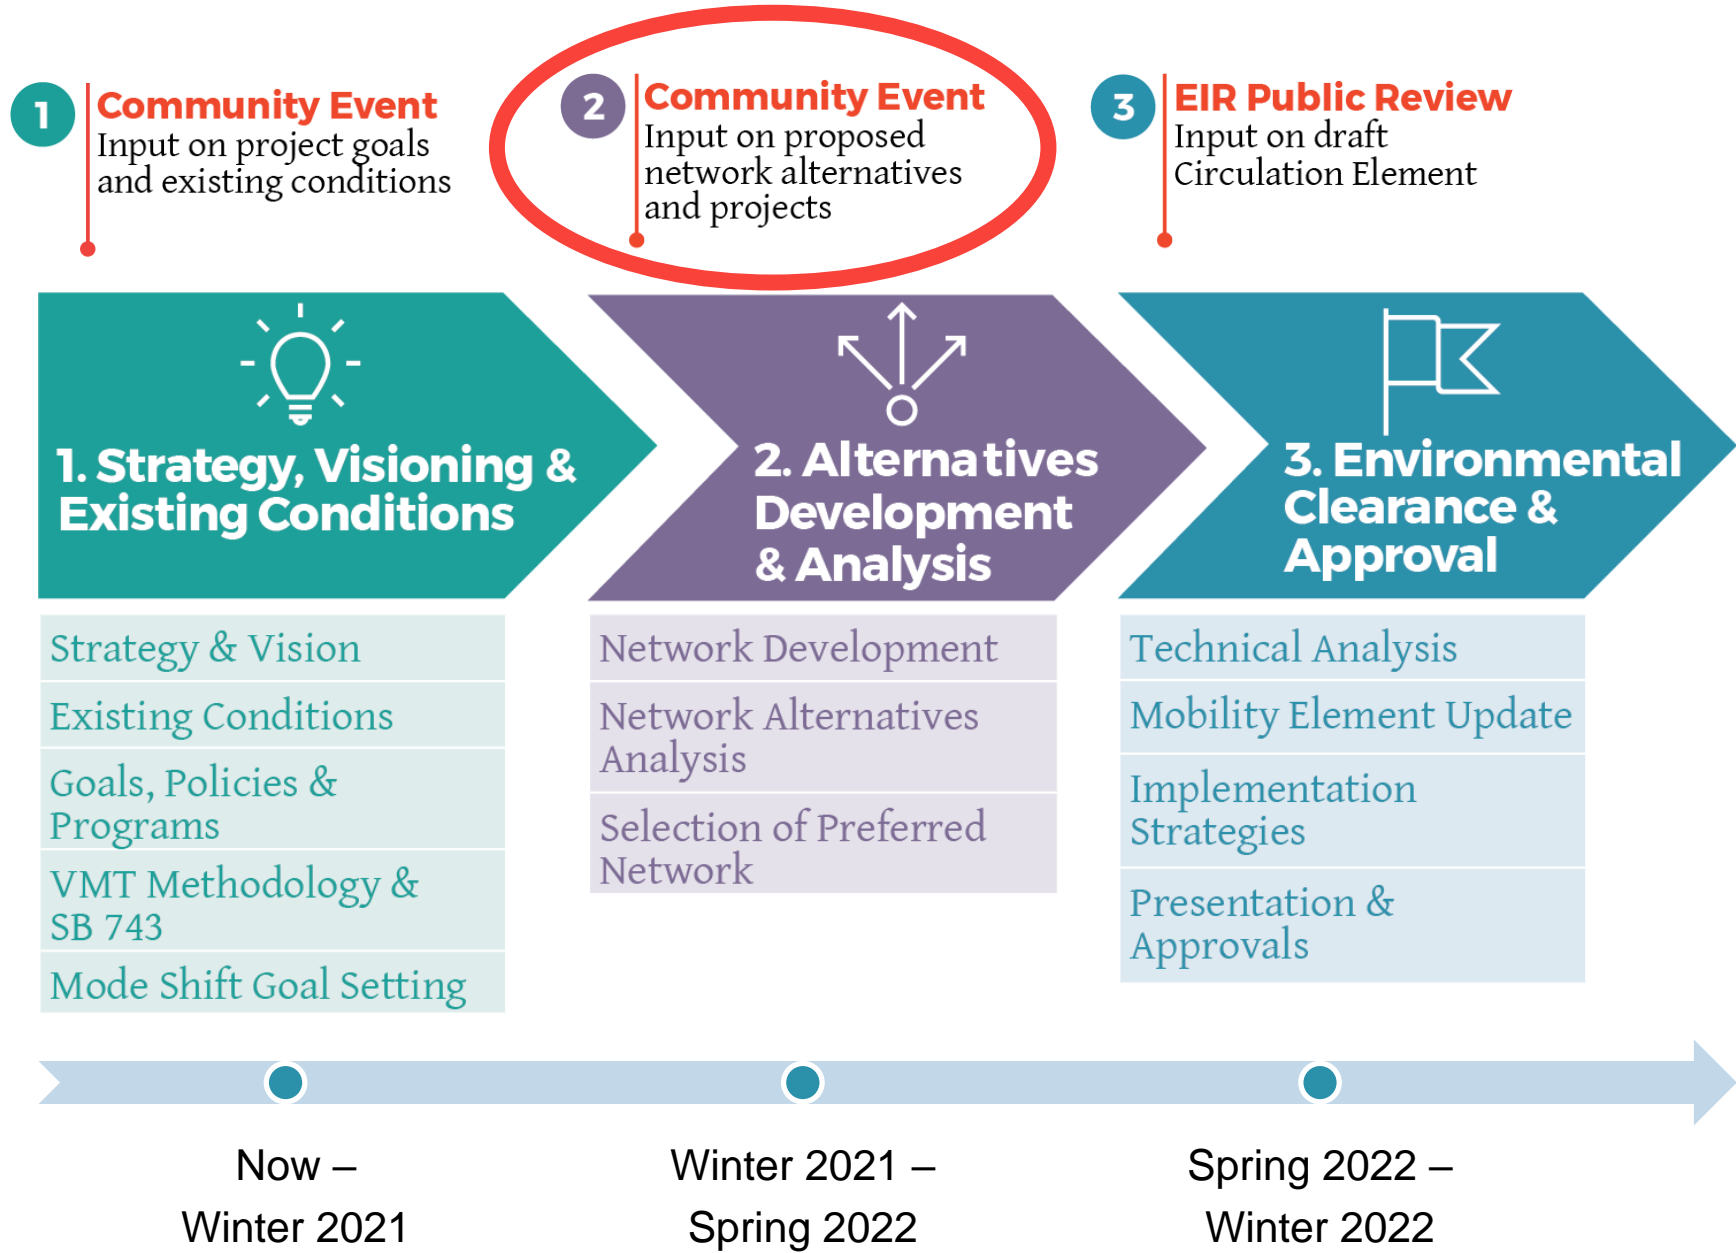 1
Community Event
Input on project goals
and existing conditions
2
Community Event
Input on proposed
network alternatives
and projects
3
EIR Public Review
Input on draft
Circulation Element
1. Strategy, Visioning &
Existing Conditions
2. Alternatives
Development
& Analysis
3. Environmental
Clearance &
Approval
Strategy & Vision
Existing Conditions
Goals, Policies &
Programs
VMT Methodology &
SB 743
Mode Shift Goal Setting
Network Development
Network Alternatives
Analysis
Selection of Preferred
Network
Technical Analysis
Mobility Element Update
Implementation
Strategies
Presentation &
Approvals
Now –
Winter 2021
Winter 2021 –
Spring 2022
Spring 2022 –
Winter 2022